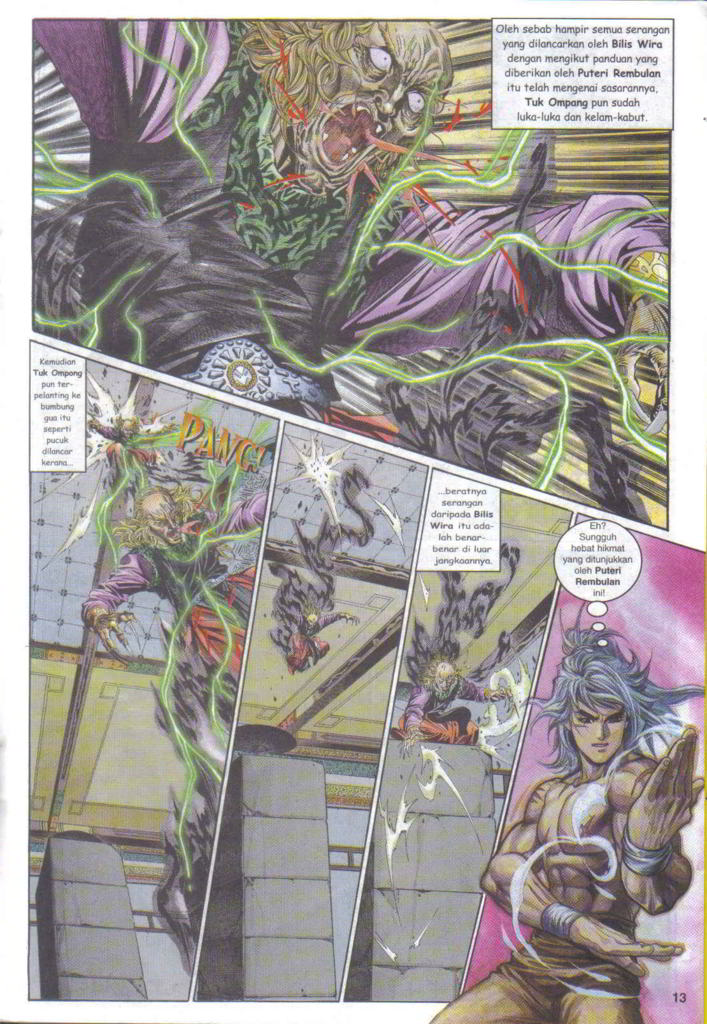 Oleh sebab hampir semua serangan
yang dilancarkan oleh Bilis Wira
dengan mengikut panduan yang
diberikan oleh Puteri Rembulan
itu telah mengenai sasarannya,
Tuk Ompang pun sudah
luka-luka dan kelam-kabut.
Kemudian
Tuk Ompong
pun ter-
pelanting ke
bumbung
gua itu
seperti
pucuk
dilancar
kerana...
PANG!
...beratnya
serangan
daripada Bilis
Wira itu ada-
lah benar-
benar di luar
jangkaannya.
Eh?
Sungguh
hebat hikmat
yang ditunjukkan
oleh Puteri
Rembulan
ini!
13